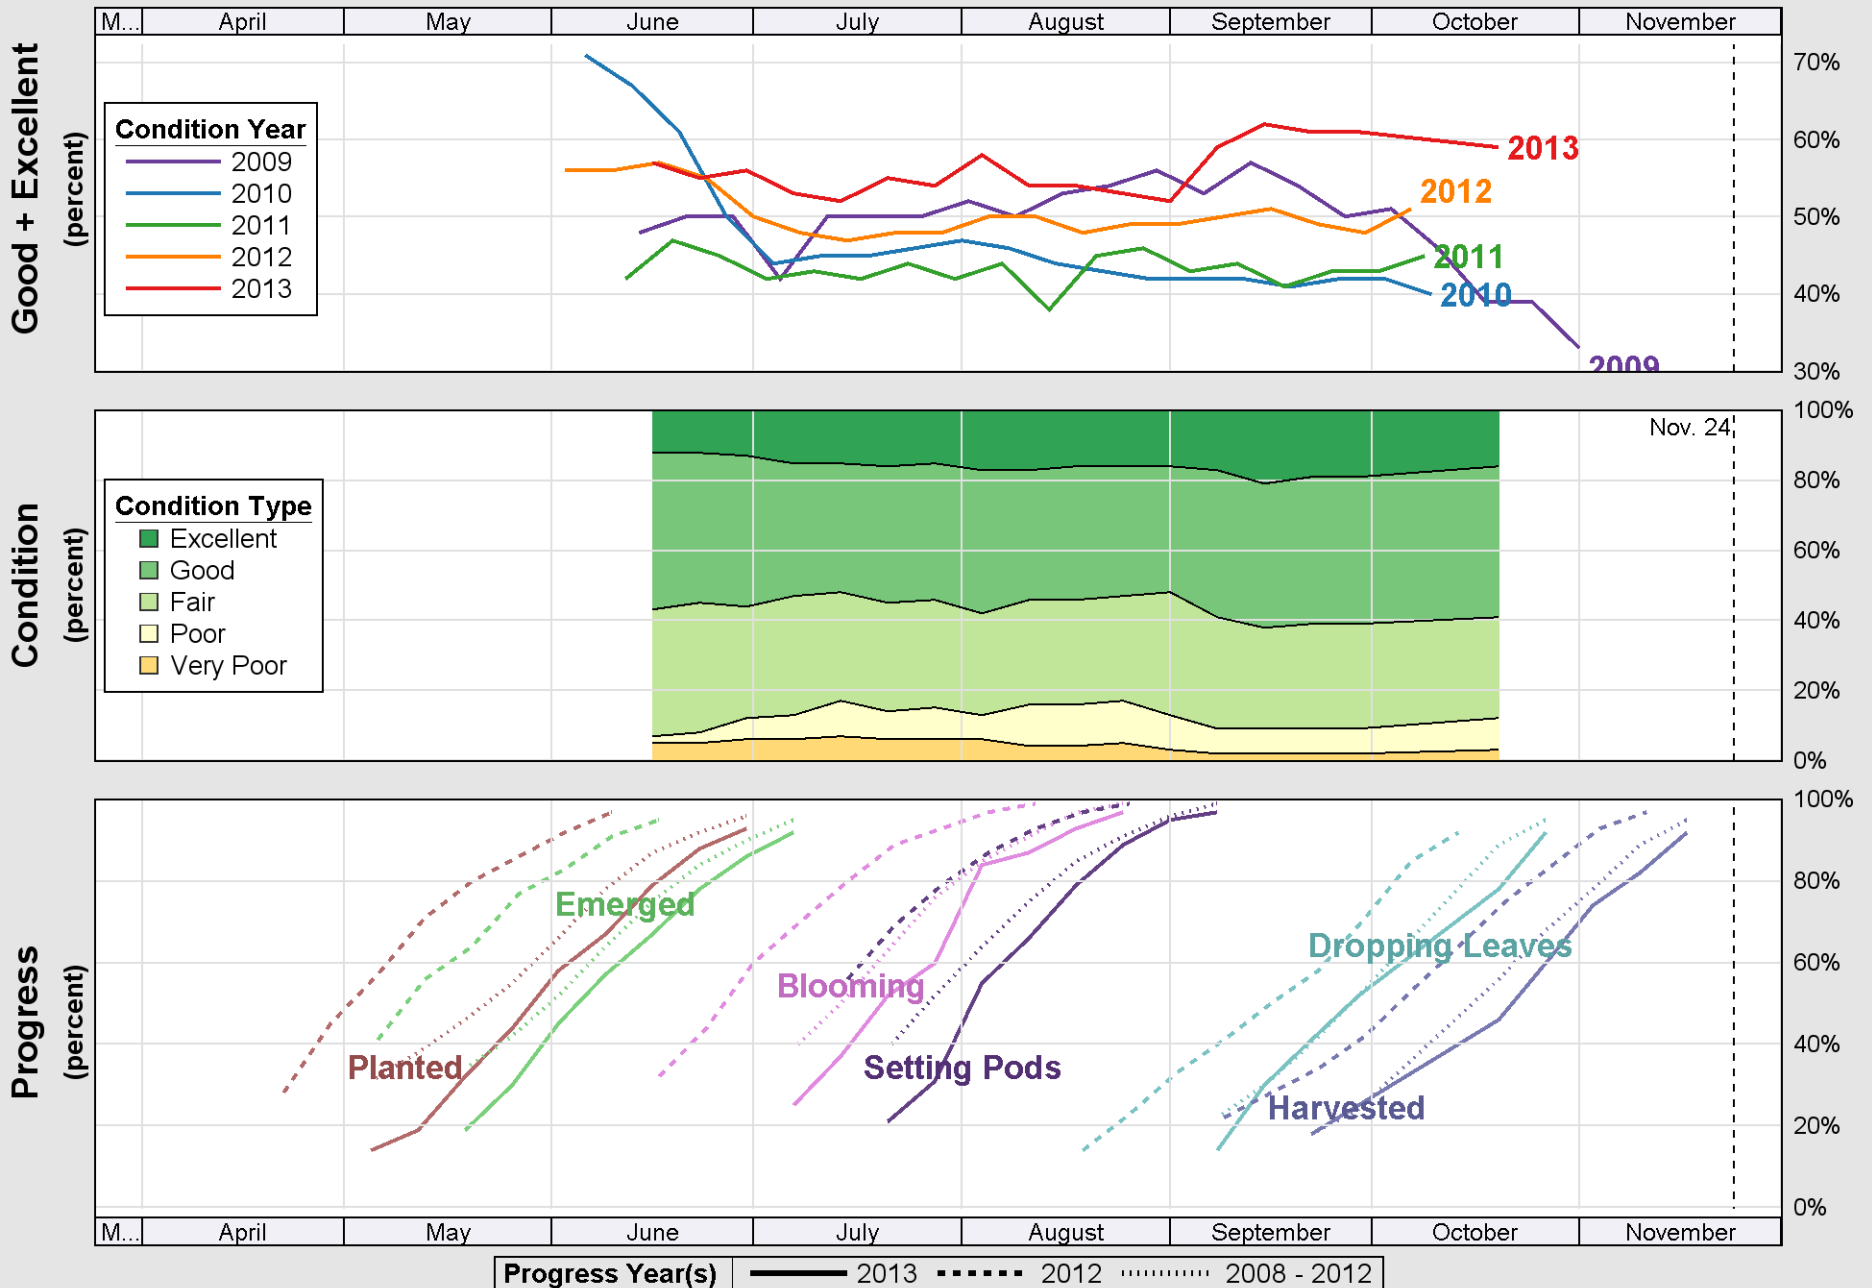 M... April May June July August September October November
Good + Excellent
(percent)
70%
60%
50%
40%
30%
Condition Year
2009
2010
2011
2012
2013
2013
2012
2011
2010
2009
Condition
(percent)
100%
80%
60%
40%
20%
0%
Nov. 24
Condition Type
Excellent
Good
Fair
Poor
Very Poor
Progress
(percent)
100%
80%
60%
40%
20%
0%
Emerged
Planted
Blooming
Setting Pods
Dropping Leaves
Harvested
M... April May June July August September October November
Progress Year(s) 2013 2012 2008 - 2012